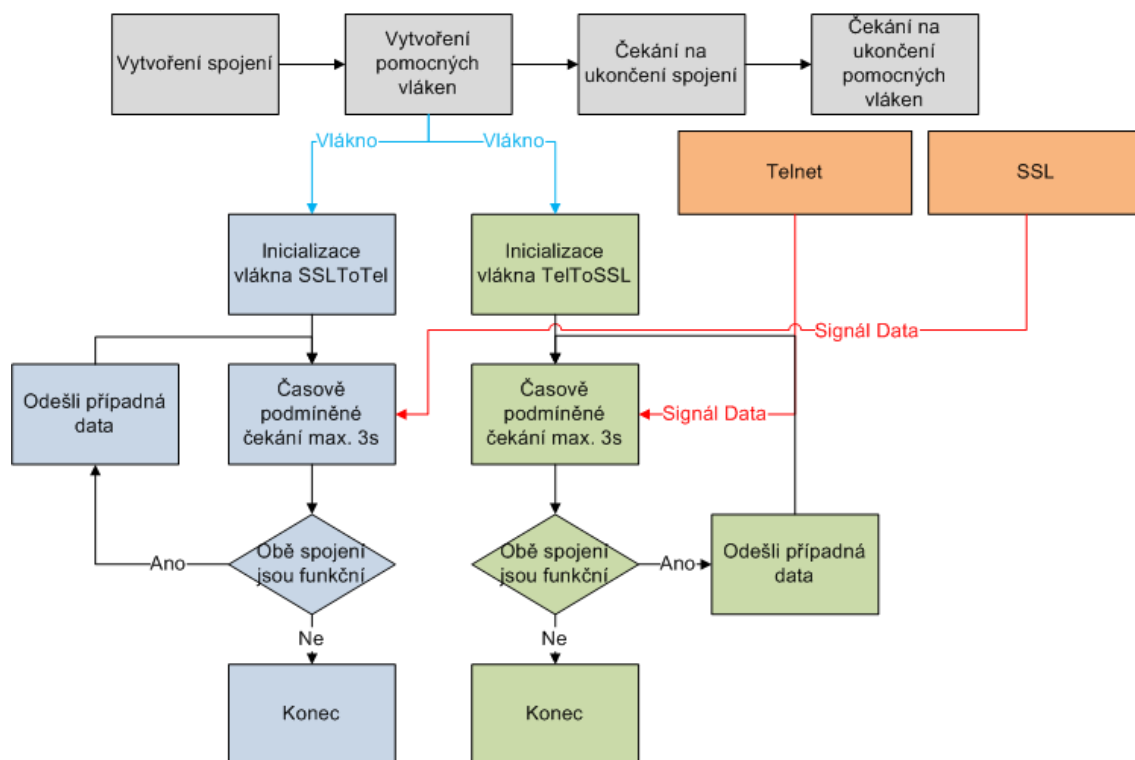 Vytvoření spojení
Vytvoření
pomocných
vláken
Čekání na
ukončení spojení
Čekání na
ukončení
pomocných
vláken
Vlákno
Vlákno
Telnet
SSL
Inicializace
vlákna SSLToTel
Inicializace
vlákna TelToSSL
Signál Data
Odešli případná
data
Časově
podmíněné
čekání max. 3s
Časově
podmíněné
čekání max. 3s
Signál Data
Ano
Obě spojení
jsou funkční
Obě spojení
jsou funkční
Ano
Odešli případná
data
Ne
Ne
Konec
Konec